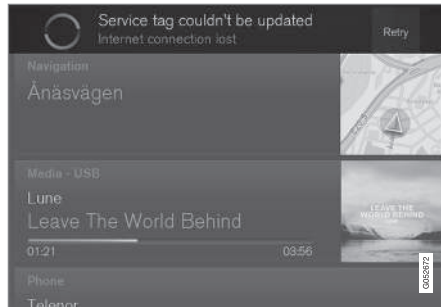 Service tag couldn't be updated
Internet connection lost
Retry
Navigation
Ånäsvägen
Media - USB
Lune
Leave The World Behind
01:21
03:56
LEAVE THE
WORLD BEHIND
Phone
Telenor
G052672